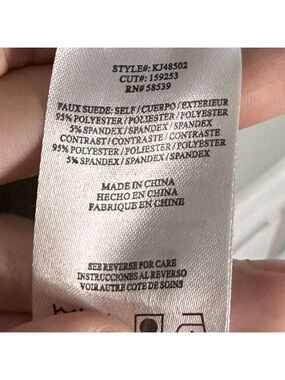 STYLE#: KJ48502
CUT#: 159253
RN# 58539
FAUX SUEDE: SELF / CUERPO / EXTERIEUR
95% POLYESTER / POLIESTER / POLYESTER
5% SPANDEX / SPANDEX / SPANDEX
CONTRAST / CONTRASTE / CONTRASTE
95% POLYESTER / POLIESTER / POLYESTER
5% SPANDEX / SPANDEX / SPANDEX
MADE IN CHINA
HECHO EN CHINA
FABRIQUE EN CHINE
SEE REVERSE FOR CARE
INSTRUCCIONES AL REVERSO
VOIR AUTRE COTE DE SOINS